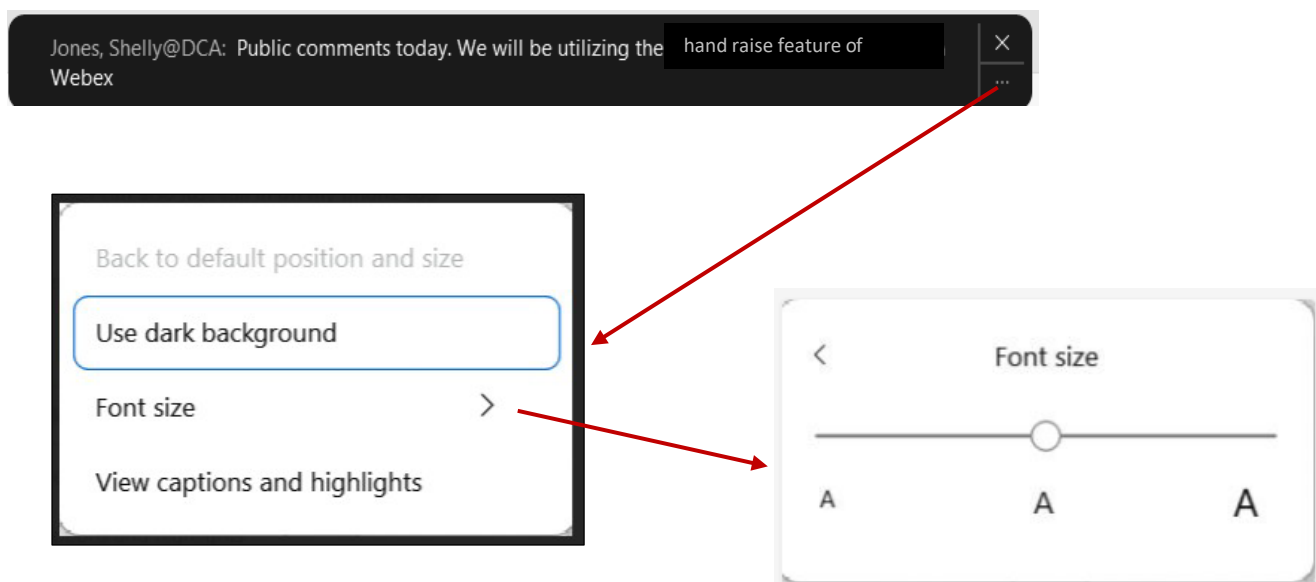 Jones, Shelly@DCA: Public comments today. We will be utilizing the hand raise feature of
Webex
...
Back to default position and size
Use dark background
Font size
View captions and highlights
Font size
A A A